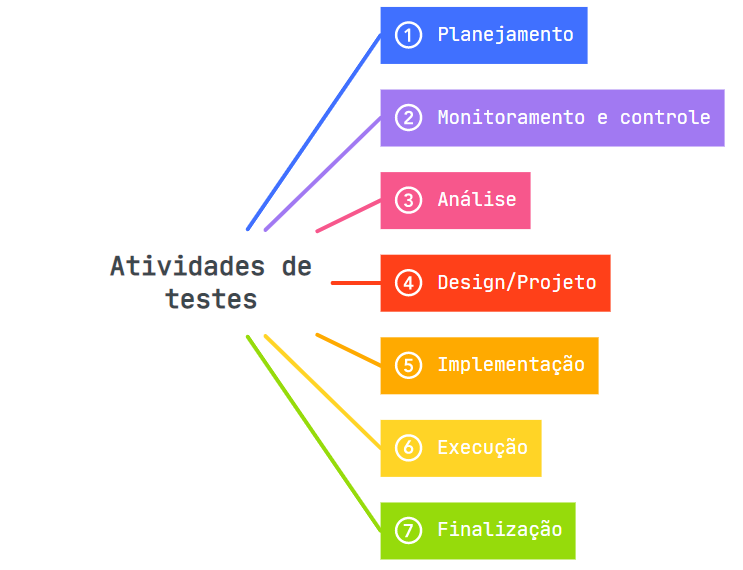 Atividades de
testes
1 Planejamento
2 Monitoramento e controle
3 Análise
4 Design/Projeto
5 Implementação
6 Execução
7 Finalização